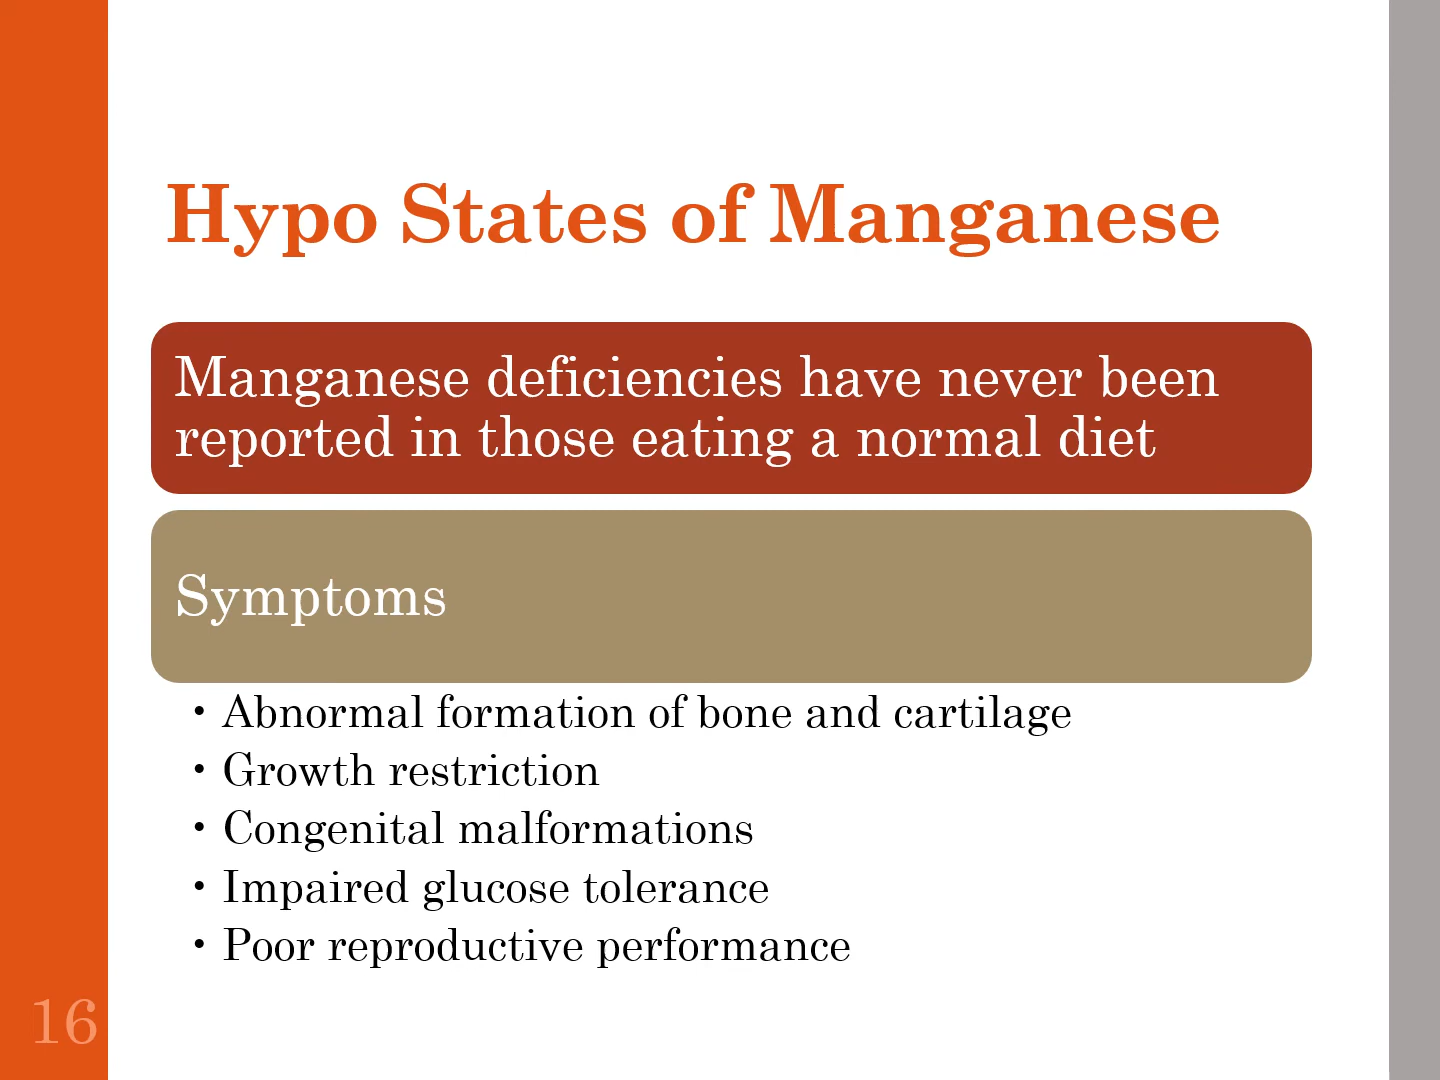 Hypo States of Manganese
Manganese deficiencies have never been
reported in those eating a normal diet
Symptoms
• Abnormal formation of bone and cartilage
• Growth restriction
• Congenital malformations
• Impaired glucose tolerance
• Poor reproductive performance
16